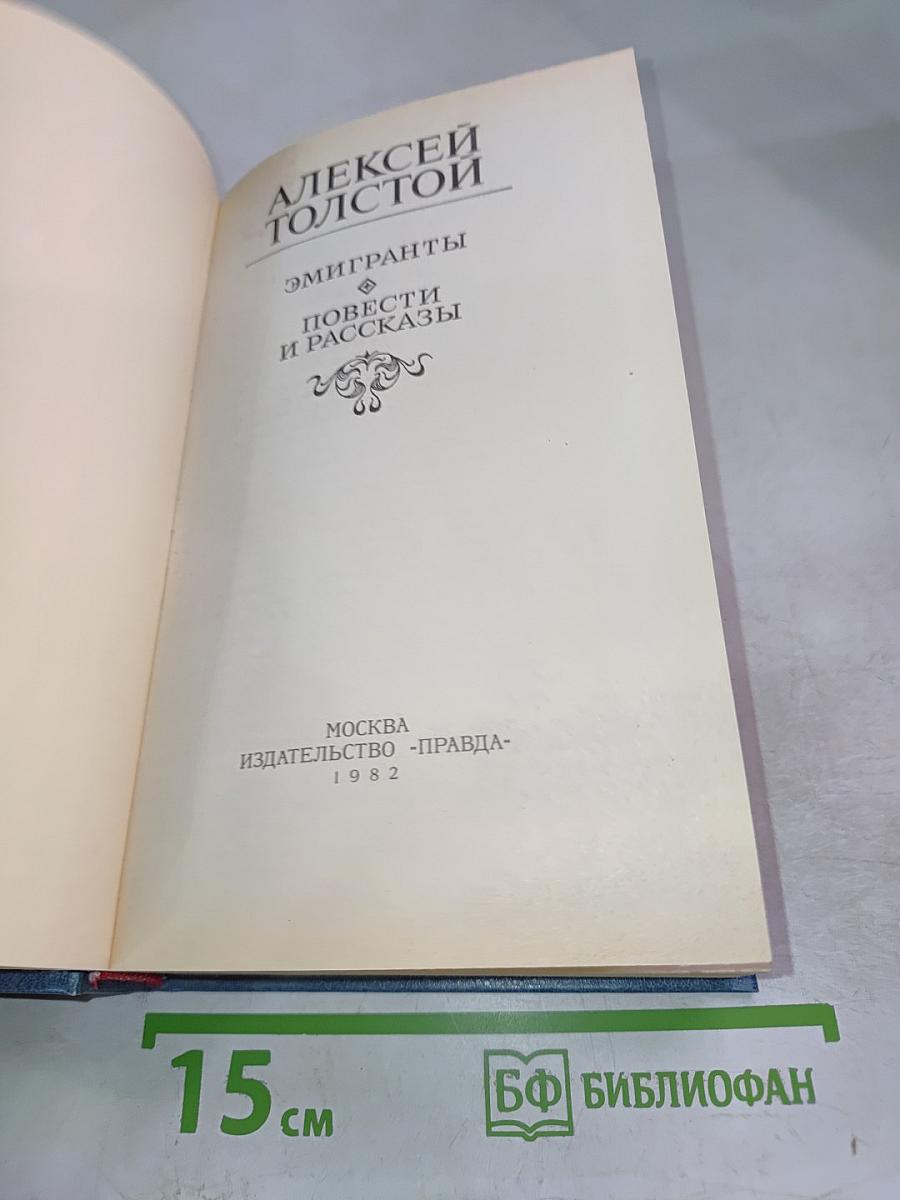 АЛЕКСЕЙ
ТОЛСТОЙ
ЭМИГРАНТЫ
ПОВЕСТИ
И РАССКАЗЫ
МОСКВА
ИЗДАТЕЛЬСТВО «ПРАВДА»
1982
15 см
БФ БИБЛИОФАН